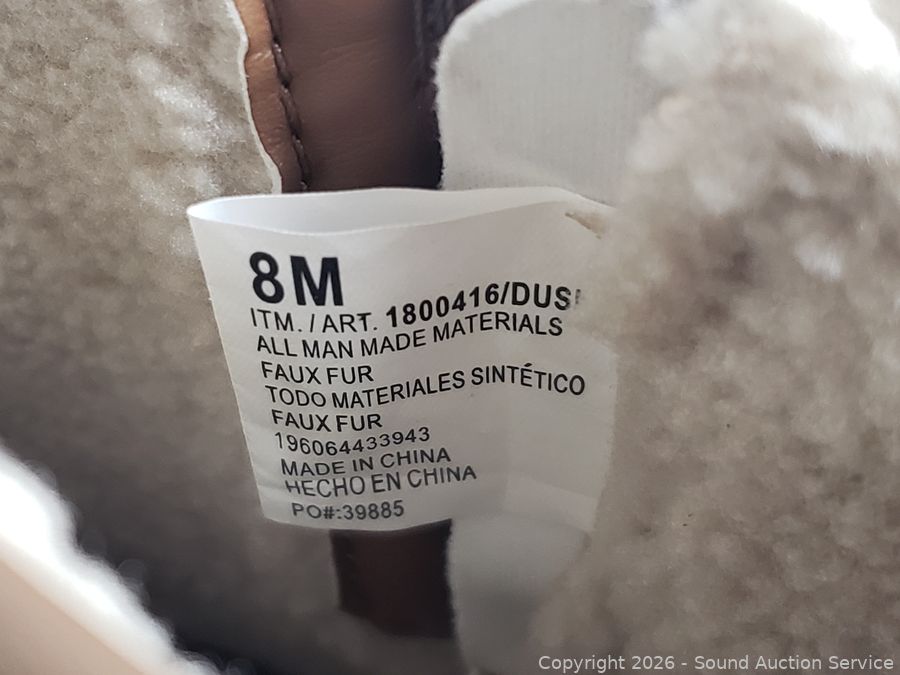 8M
ITM. / ART. 1800416/DUS
ALL MAN MADE MATERIALS
FAUX FUR
TODO MATERIALES SINTÉTICO
FAUX FUR
196064433943
MADE IN CHINA
HECHO EN CHINA
PO#:39885
Copyright 2026 - Sound Auction Service